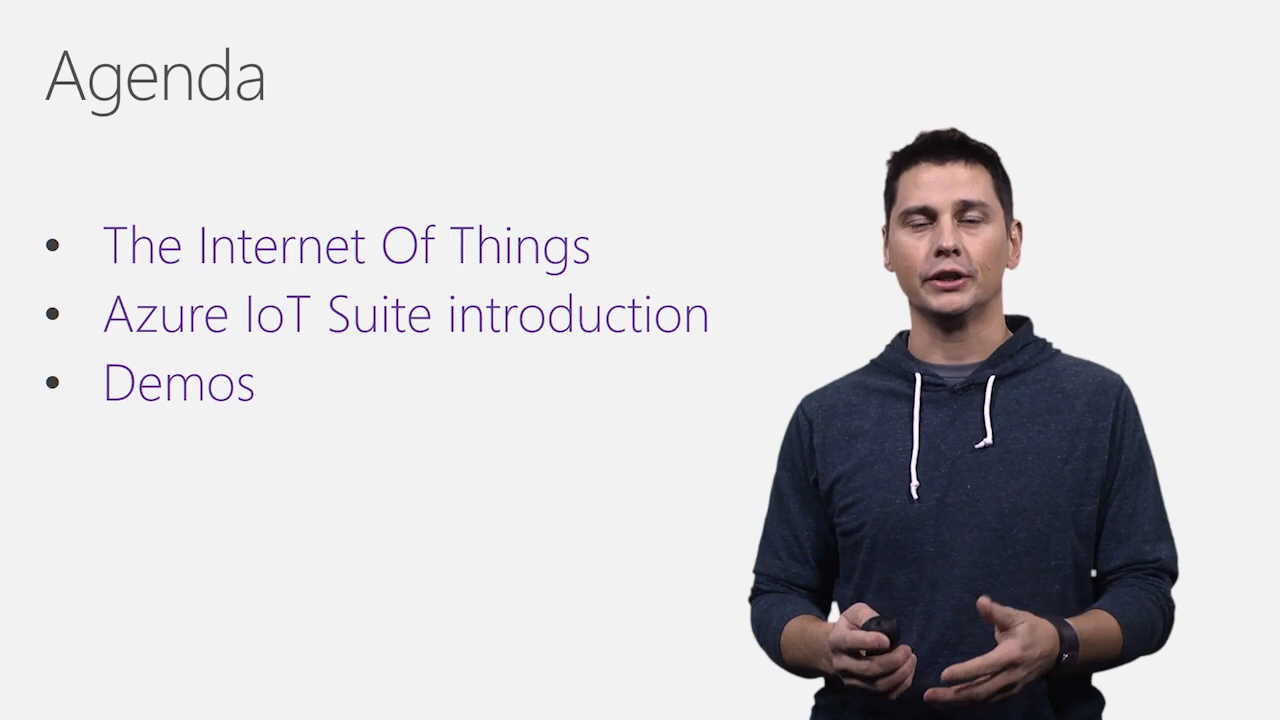 Agenda
• The Internet Of Things
• Azure IoT Suite introduction
• Demos